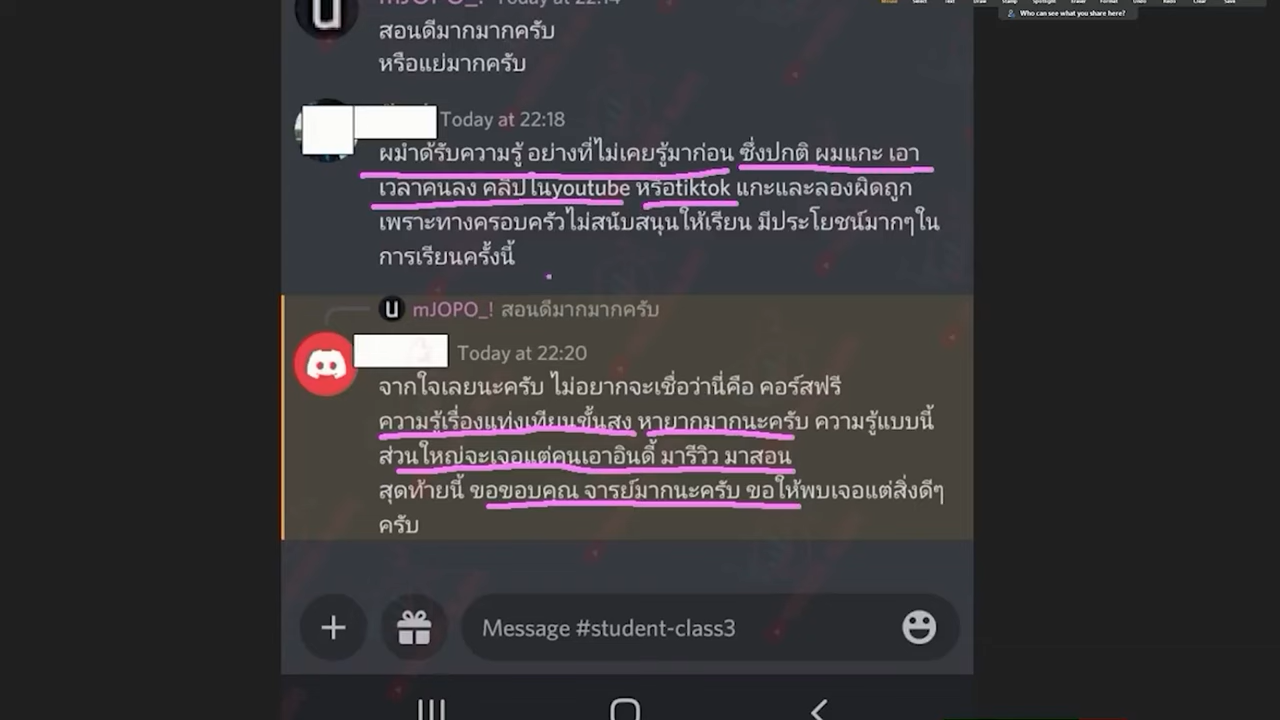 mJOPO_! Today at 22:14
สอนดีมากมากครับ
หรือแย่มากครับ
Today at 22:18
ผมำด้รับความรู้ อย่างที่ไม่เคยรู้มาก่อน ซึ่งปกติ ผมแกะ เอา
เวลาคนลง คลิปในyoutube หรือtiktok แกะและลองผิดถูก
เพราะทางครอบครัวไม่สนับสนุนให้เรียน มีประโยชน์มากๆใน
การเรียนครั้งนี้
mJOPO_! สอนดีมากมากครับ
Today at 22:20
จากใจเลยนะครับ ไม่อยากจะเชื่อว่านี่คือ คอร์สฟรี
ความรู้เรื่องแท่งเทียนขั้นสูง หายากมากนะครับ ความรู้แบบนี้
ส่วนใหญ่จะเจอแต่คนเอาอินดี้ มารีวิว มาสอน
สุดท้ายนี้ ขอขอบคุณ จารย์มากนะครับ ขอให้พบเจอแต่สิ่งดีๆ
ครับ
Message #student-class3
Who can see what you share here?